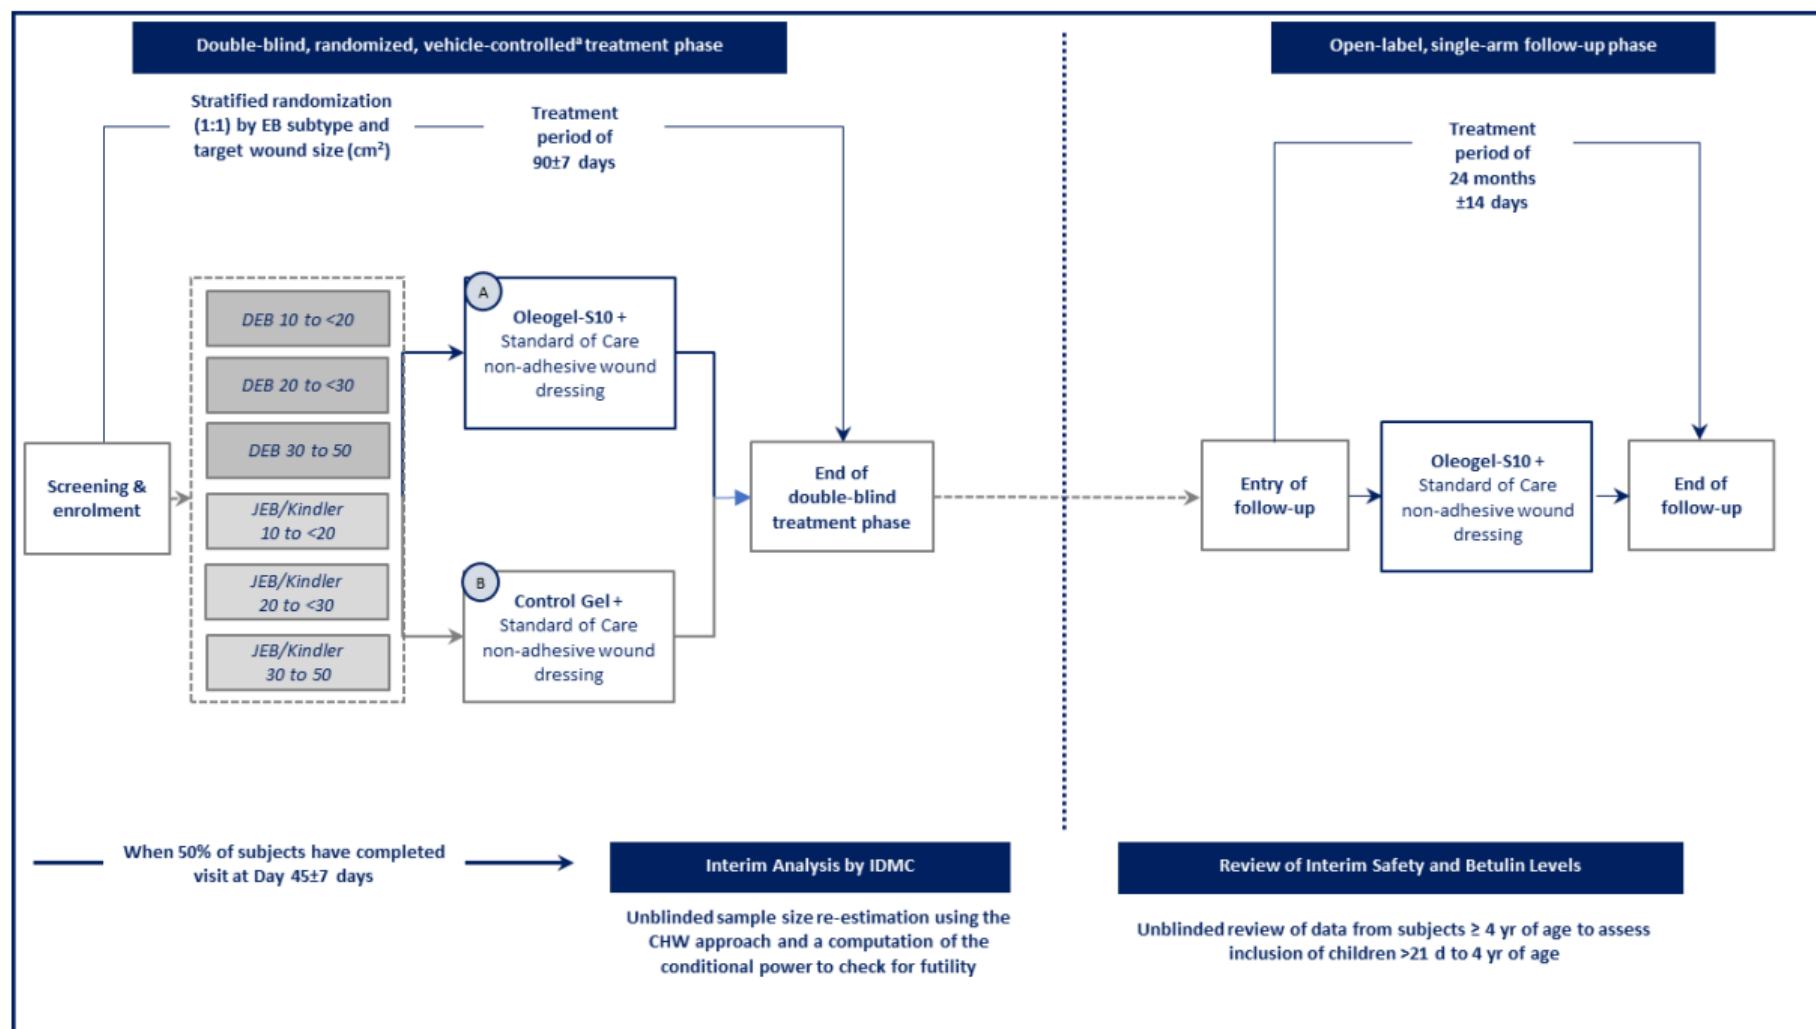 Double-blind, randomized, vehicle-controlledᵃ treatment phase
Open-label, single-arm follow-up phase
Stratified randomization
(1:1) by EB subtype and
target wound size (cm²)
Treatment
period of
90±7 days
Treatment
period of
24 months
±14 days
Screening &
enrolment
DEB 10 to <20
DEB 20 to <30
DEB 30 to 50
JEB/Kindler
10 to <20
JEB/Kindler
20 to <30
JEB/Kindler
30 to 50
A
Oleogel-S10 +
Standard of Care
non-adhesive wound
dressing
B
Control Gel +
Standard of Care
non-adhesive wound
dressing
End of
double-blind
treatment phase
Entry of
follow-up
Oleogel-S10 +
Standard of Care
non-adhesive wound
dressing
End of
follow-up
When 50% of subjects have completed
visit at Day 45±7 days
Interim Analysis by IDMC
Unblinded sample size re-estimation using the
CHW approach and a computation of the
conditional power to check for futility
Review of Interim Safety and Betulin Levels
Unblinded review of data from subjects ≥ 4 yr of age to assess
inclusion of children >21 d to 4 yr of age